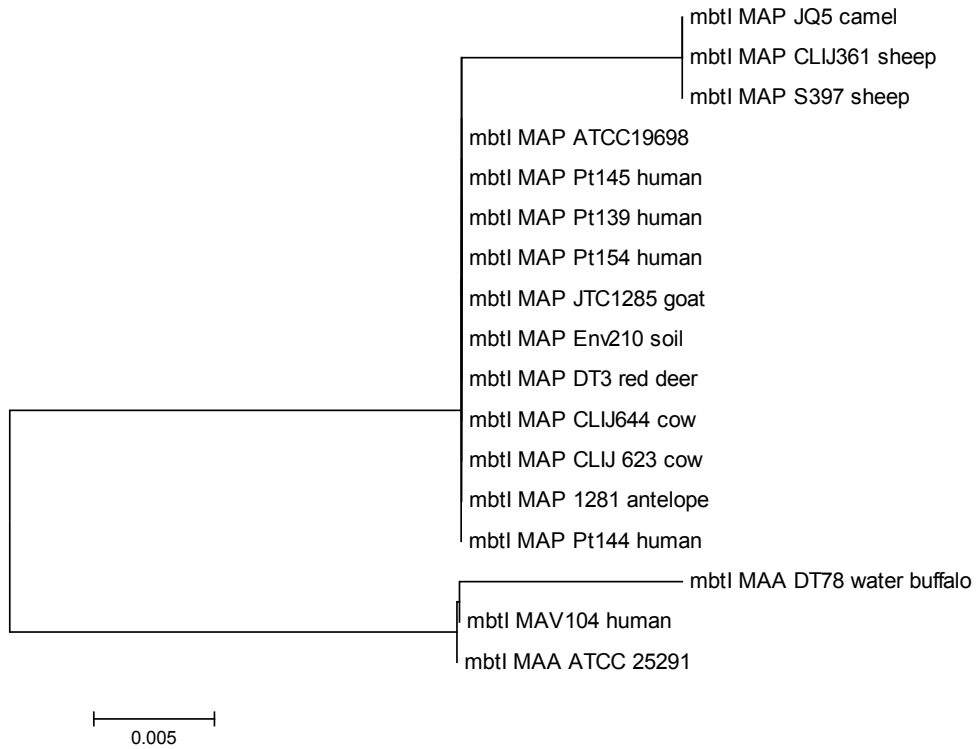 mbtI MAP JQ5 camel
mbtI MAP CLIJ361 sheep
mbtI MAP S397 sheep
mbtI MAP ATCC19698
mbtI MAP Pt145 human
mbtI MAP Pt139 human
mbtI MAP Pt154 human
mbtI MAP JTC1285 goat
mbtI MAP Env210 soil
mbtI MAP DT3 red deer
mbtI MAP CLIJ644 cow
mbtI MAP CLIJ 623 cow
mbtI MAP 1281 antelope
mbtI MAP Pt144 human
mbtI MAA DT78 water buffalo
mbtI MAV104 human
mbtI MAA ATCC 25291
0.005